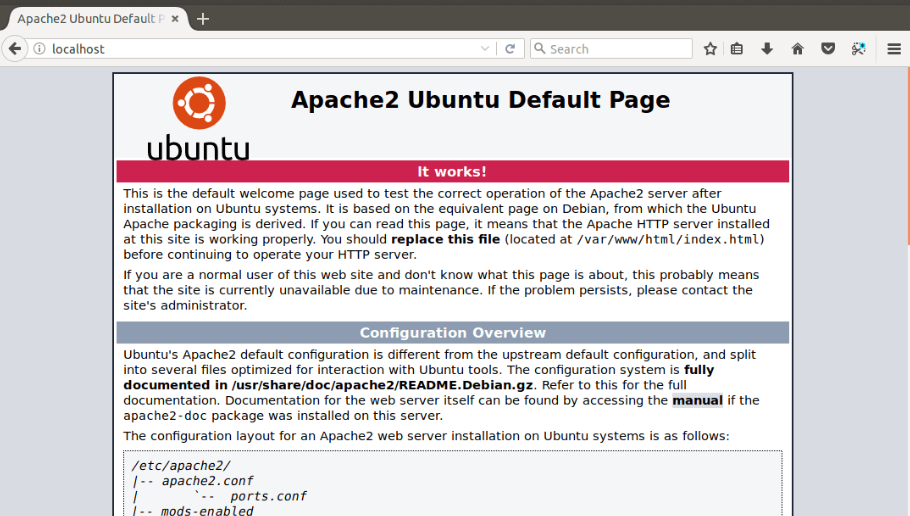 Apache2 Ubuntu Default P
localhost
Search
ubuntu
Apache2 Ubuntu Default Page
It works!
This is the default welcome page used to test the correct operation of the Apache2 server after
installation on Ubuntu systems. It is based on the equivalent page on Debian, from which the Ubuntu
Apache packaging is derived. If you can read this page, it means that the Apache HTTP server installed
at this site is working properly. You should replace this file (located at /var/www/html/index.html)
before continuing to operate your HTTP server.
If you are a normal user of this web site and don't know what this page is about, this probably means
that the site is currently unavailable due to maintenance. If the problem persists, please contact the
site's administrator.
Configuration Overview
Ubuntu's Apache2 default configuration is different from the upstream default configuration, and split
into several files optimized for interaction with Ubuntu tools. The configuration system is fully
documented in /usr/share/doc/apache2/README.Debian.gz. Refer to this for the full
documentation. Documentation for the web server itself can be found by accessing the manual if the
apache2-doc package was installed on this server.
The configuration layout for an Apache2 web server installation on Ubuntu systems is as follows:
/etc/apache2/
|-- apache2.conf
|       `--  ports.conf
|-- mods-enabled